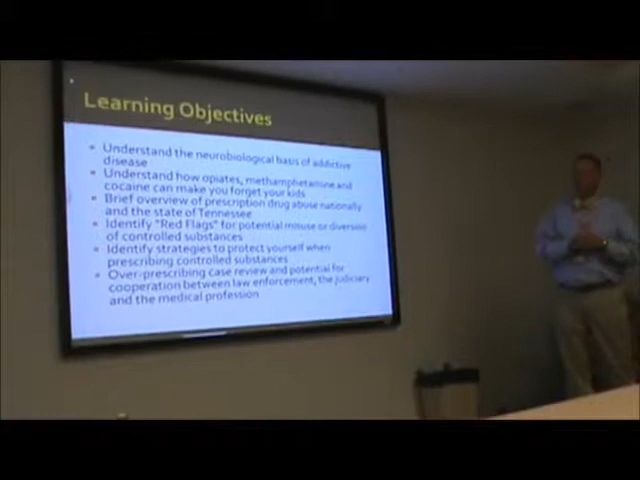 Learning Objectives
Understand the neurobiological basis of addictive
disease
Understand how opiates, methamphetamine and
cocaine can make you forget your kids
Brief overview of prescription drug abuse nationally
and the state of Tennessee
Identify "Red Flags" for potential misuse or diversion
of controlled substances
Identify strategies to protect yourself when
prescribing controlled substances
Over-prescribing case review and potential for
cooperation between law enforcement, the judiciary
and the medical profession